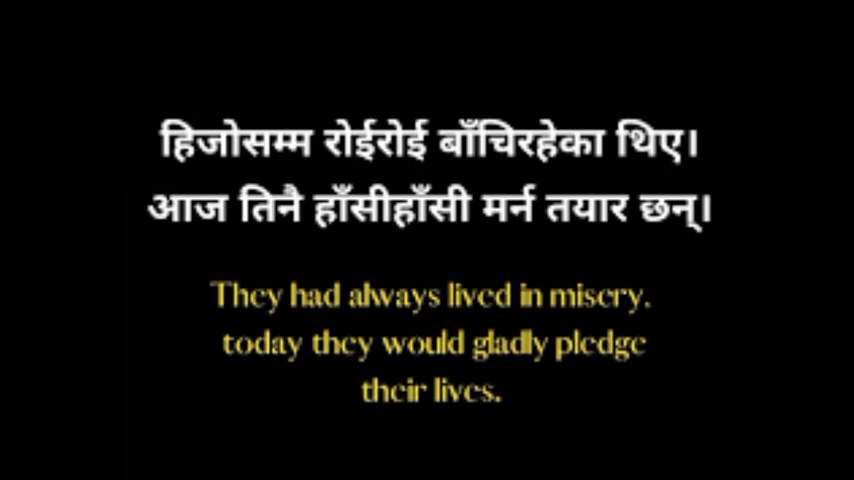 हिजोसम्म रोईरोई बाँचिरहेका थिए।
आज तिनै हाँसीहाँसी मर्न तयार छन्।
They had always lived in misery,
today they would gladly pledge
their lives.